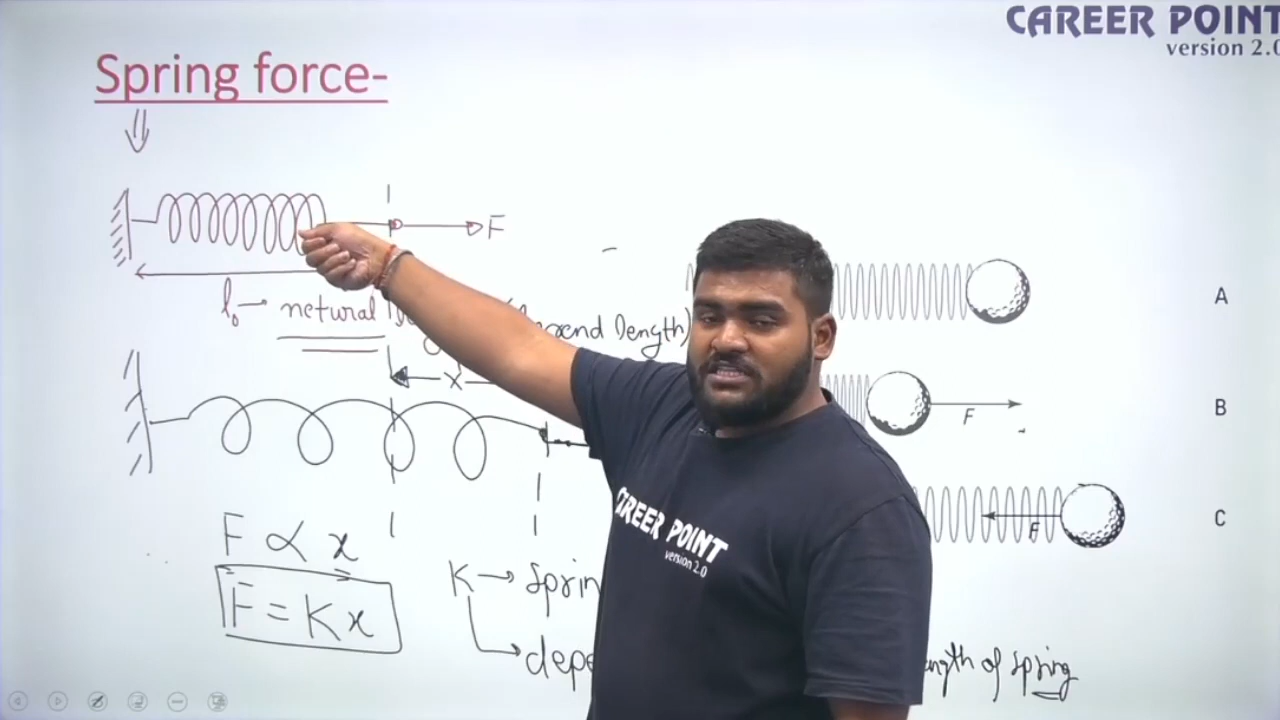 CAREER POINT
version 2.0
Spring force-
F
l₀ → netural
length)
x
A
F
B
F
C
F ∝ x
F = Kx
K → sprin
depe
ngth of spring
CAREER POINT
version 2.0